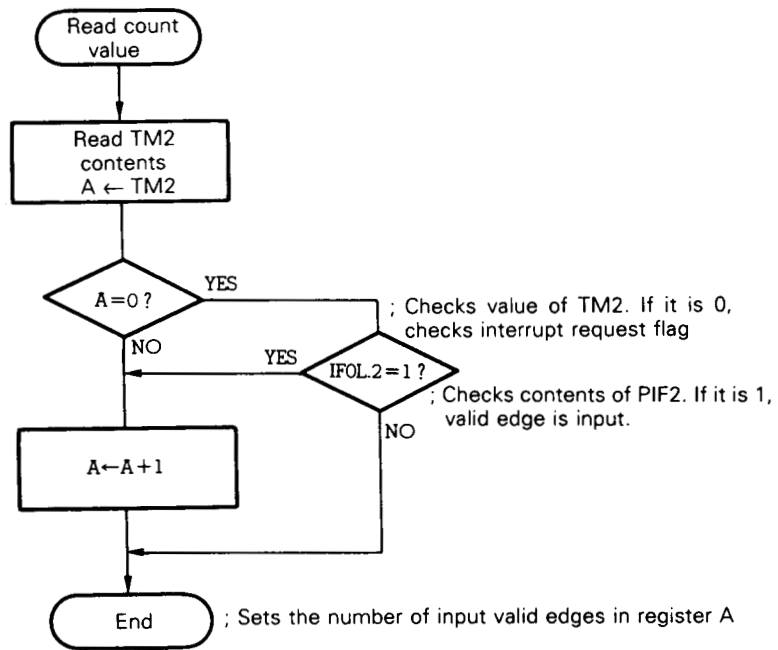 Read count
value
Read TM2
contents
A ← TM2
A=0?
YES
; Checks value of TM2. If it is 0,
checks interrupt request flag
NO
YES
IF0L.2=1?
; Checks contents of PIF2. If it is 1,
valid edge is input.
NO
A←A+1
End
; Sets the number of input valid edges in register A